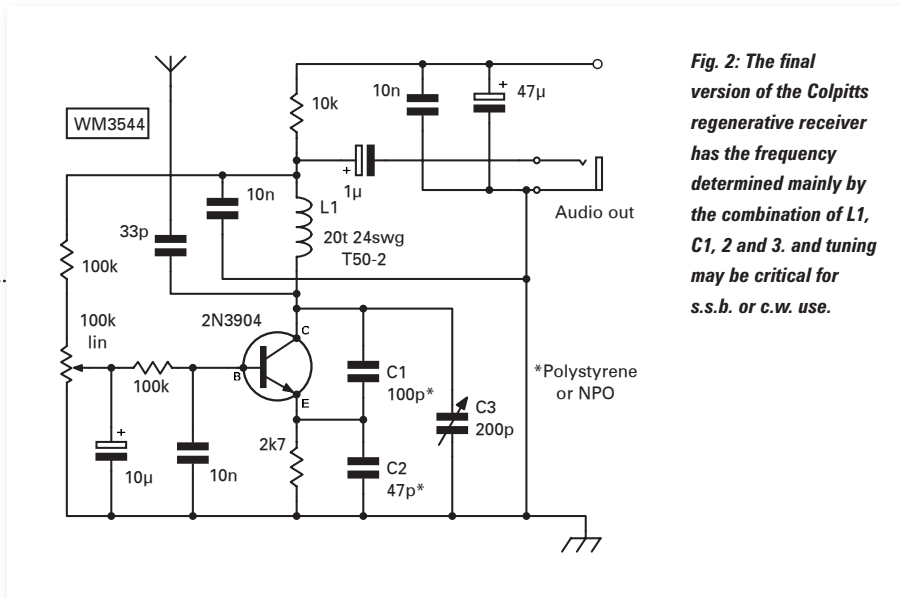 WM3544
10k
10n
+
47µ
+
1µ
Audio out
10n
L1
20t 24swg
T50-2
33p
100k
100k
lin
2N3904
C
B
E
100k
C1
100p*
*Polystyrene
or NPO
C3
200p
+
10µ
10n
2k7
C2
47p*
Fig. 2: The final
version of the Colpitts
regenerative receiver
has the frequency
determined mainly by
the combination of L1,
C1, 2 and 3. and tuning
may be critical for
s.s.b. or c.w. use.